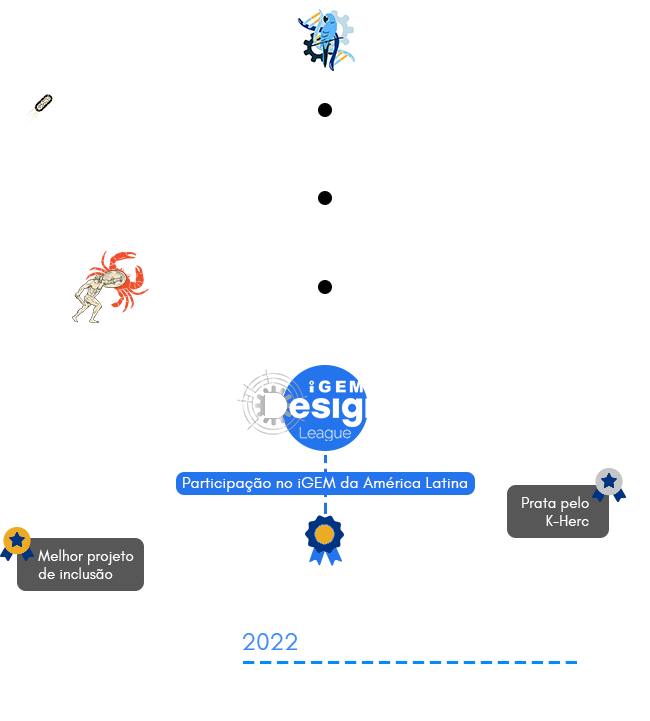 iGEM
Design
League
Participação no iGEM da América Latina
Prata pelo
K-Herc
Melhor projeto
de inclusão
2022